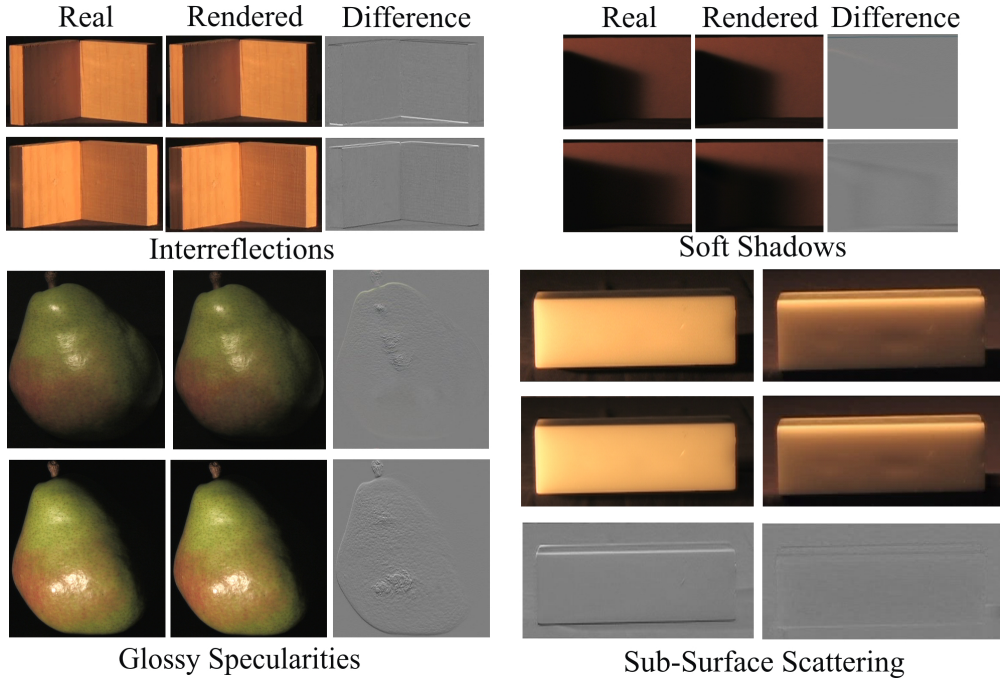 Real Rendered Difference
Real Rendered Difference
Interreflections
Soft Shadows
Glossy Specularities
Sub-Surface Scattering